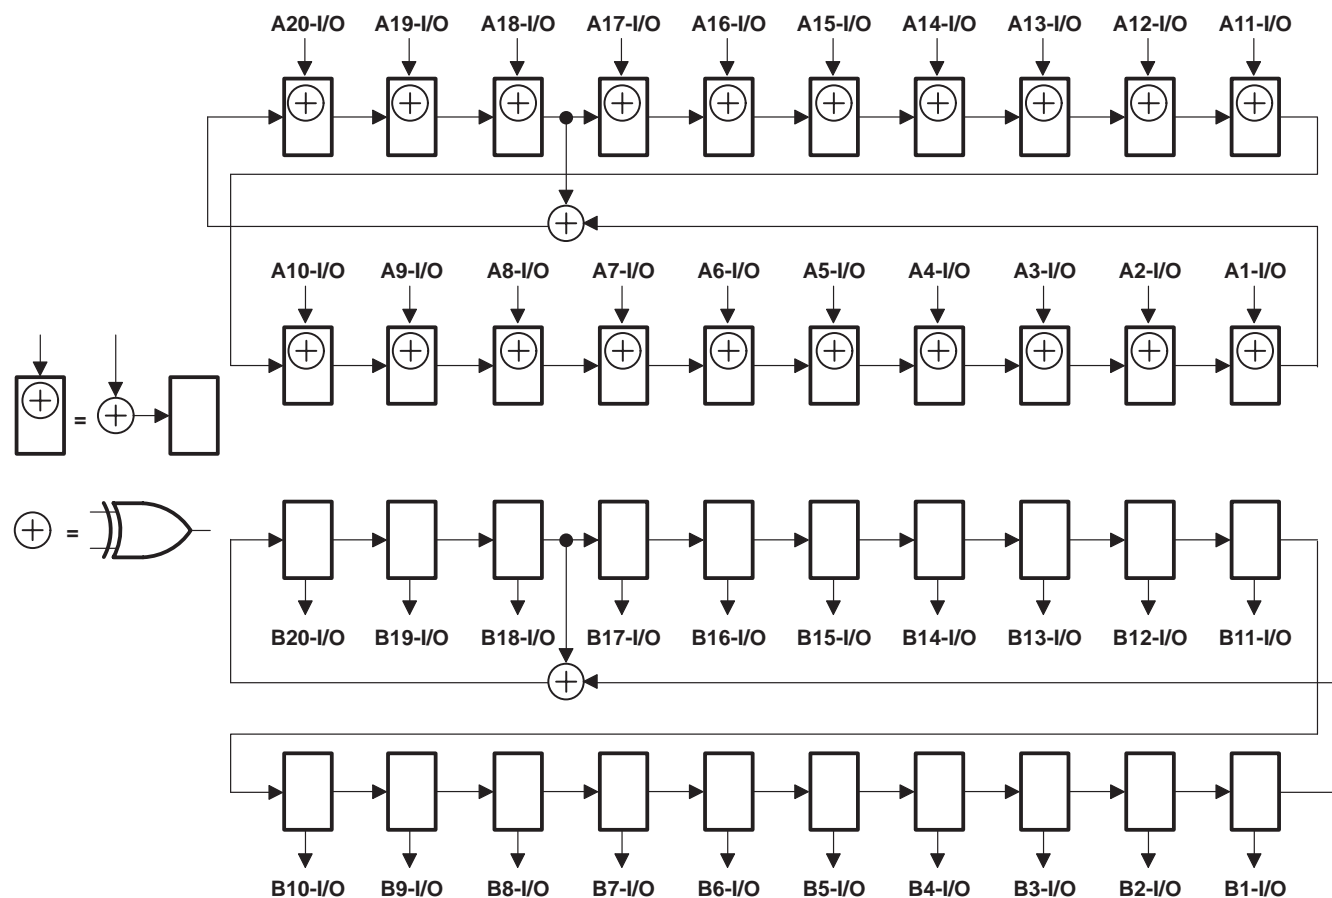 A20-I/O A19-I/O A18-I/O A17-I/O A16-I/O A15-I/O A14-I/O A13-I/O A12-I/O A11-I/O
A10-I/O A9-I/O A8-I/O A7-I/O A6-I/O A5-I/O A4-I/O A3-I/O A2-I/O A1-I/O
=
=
B20-I/O B19-I/O B18-I/O B17-I/O B16-I/O B15-I/O B14-I/O B13-I/O B12-I/O B11-I/O
B10-I/O B9-I/O B8-I/O B7-I/O B6-I/O B5-I/O B4-I/O B3-I/O B2-I/O B1-I/O